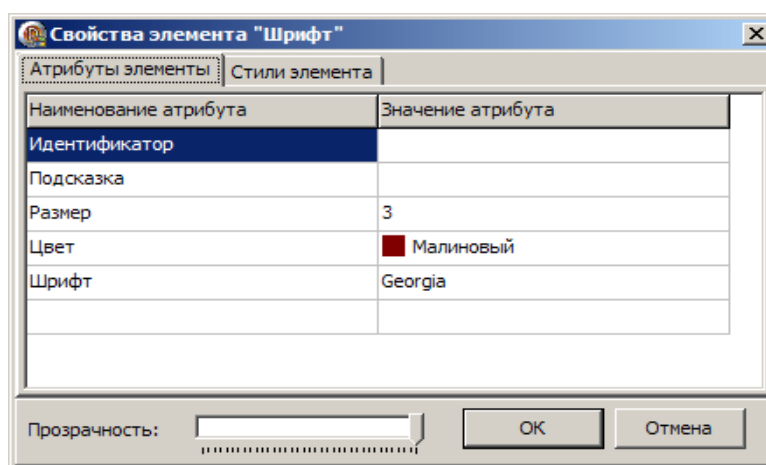 Свойства элемента "Шрифт"
Атрибуты элементы Стили элемента
Наименование атрибута Значение атрибута
Идентификатор
Подсказка
Размер 3
Цвет Малиновый
Шрифт Georgia
Прозрачность: OK Отмена